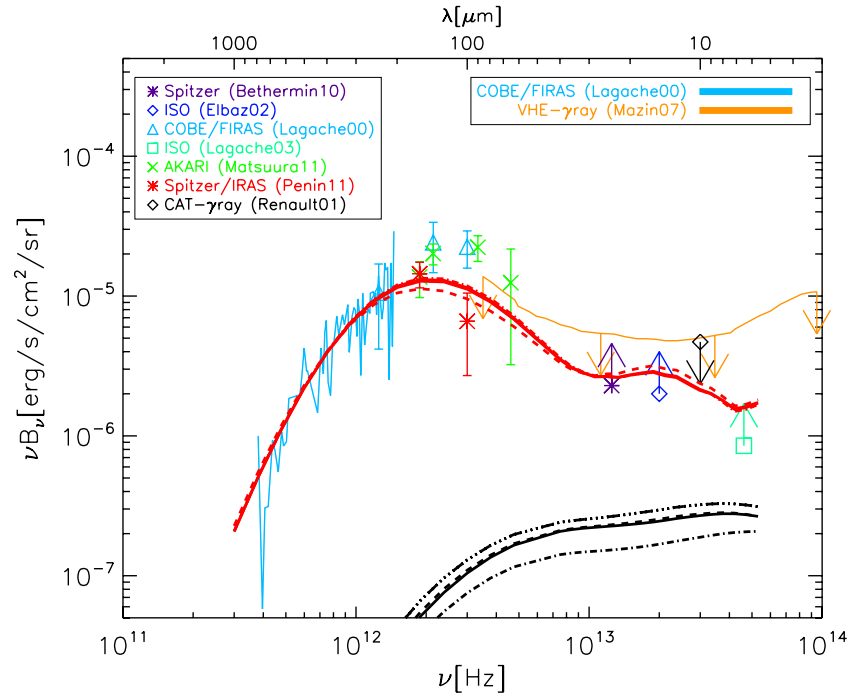 λ[μm]
1000 100 10
Spitzer (Bethermin10)
ISO (Elbaz02)
COBE/FIRAS (Lagache00)
ISO (Lagache03)
AKARI (Matsuura11)
Spitzer/IRAS (Penin11)
CAT-γray (Renault01)
COBE/FIRAS (Lagache00)
VHE-γray (Mazin07)
νBν[erg/s/cm²/sr]
10⁻⁴
10⁻⁵
10⁻⁶
10⁻⁷
10¹¹ 10¹² 10¹³ 10¹⁴
ν[Hz]